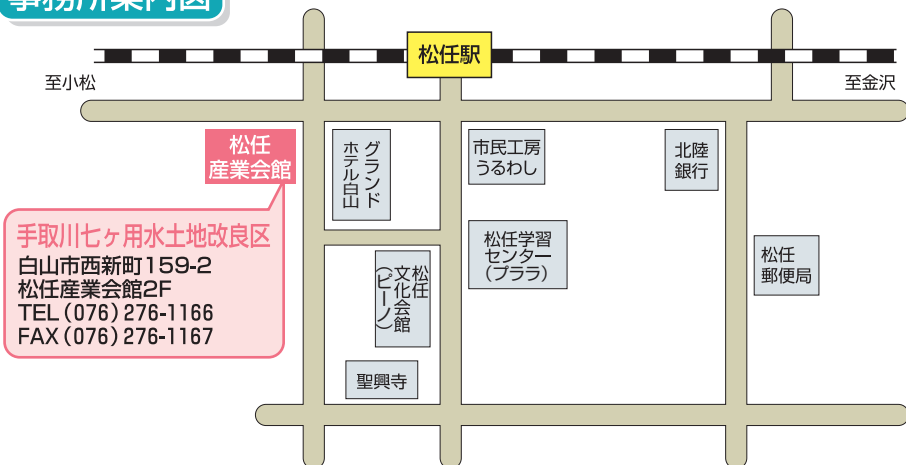 事務所案内図
松任駅
至小松
至金沢
松任
産業会館
グランド
ホテル白山
市民工房
うるわし
北陸
銀行
手取川七ヶ用水土地改良区
白山市西新町159-2
松任産業会館2F
TEL(076)276-1166
FAX(076)276-1167
松任学習
センター
(プララ)
松任
文化会館
(ピーノ)
松任
郵便局
聖興寺